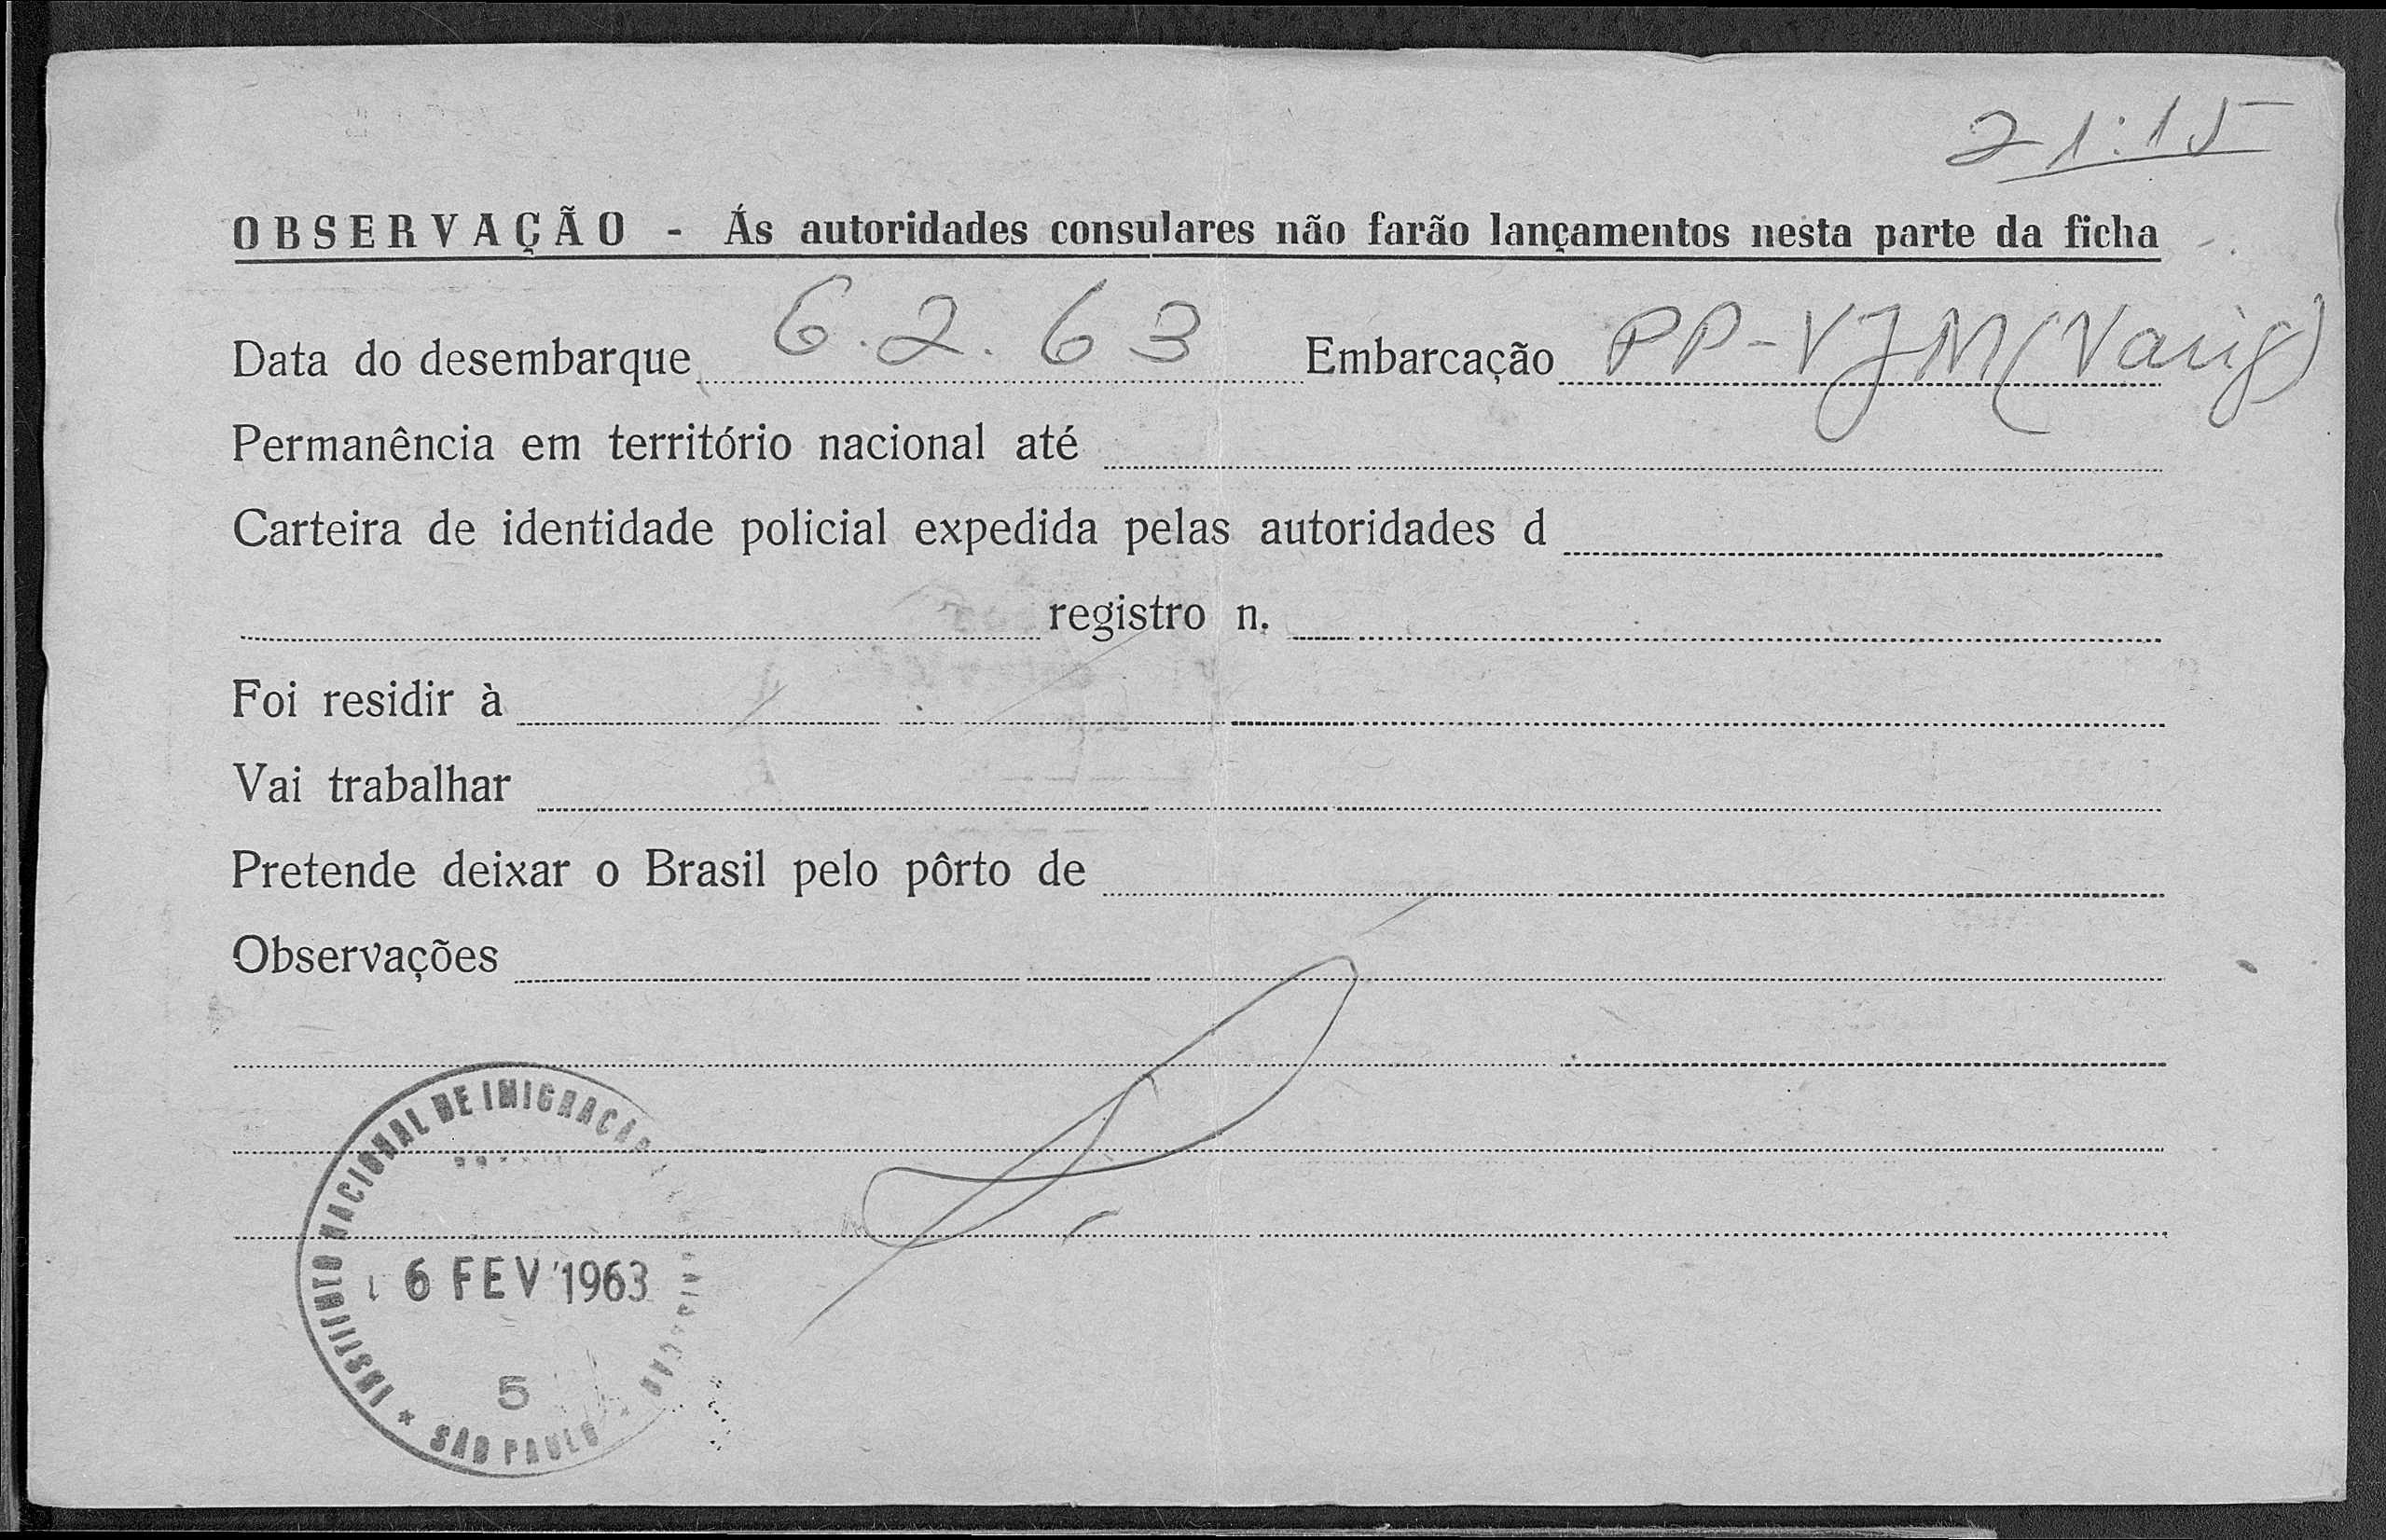 21:15
OBSERVAÇÃO - Ás autoridades consulares não farão lançamentos nesta parte da ficha
Data do desembarque 6.2.63 Embarcação PP-VJM (Varig)
Permanência em território nacional até
Carteira de identidade policial expedida pelas autoridades d
registro n.
Foi residir à
Vai trabalhar
Pretende deixar o Brasil pelo pôrto de
Observações
INSTITUTO NACIONAL DE IMIGRAÇÃO
6 FEV 1963
5
* SÃO PAULO *